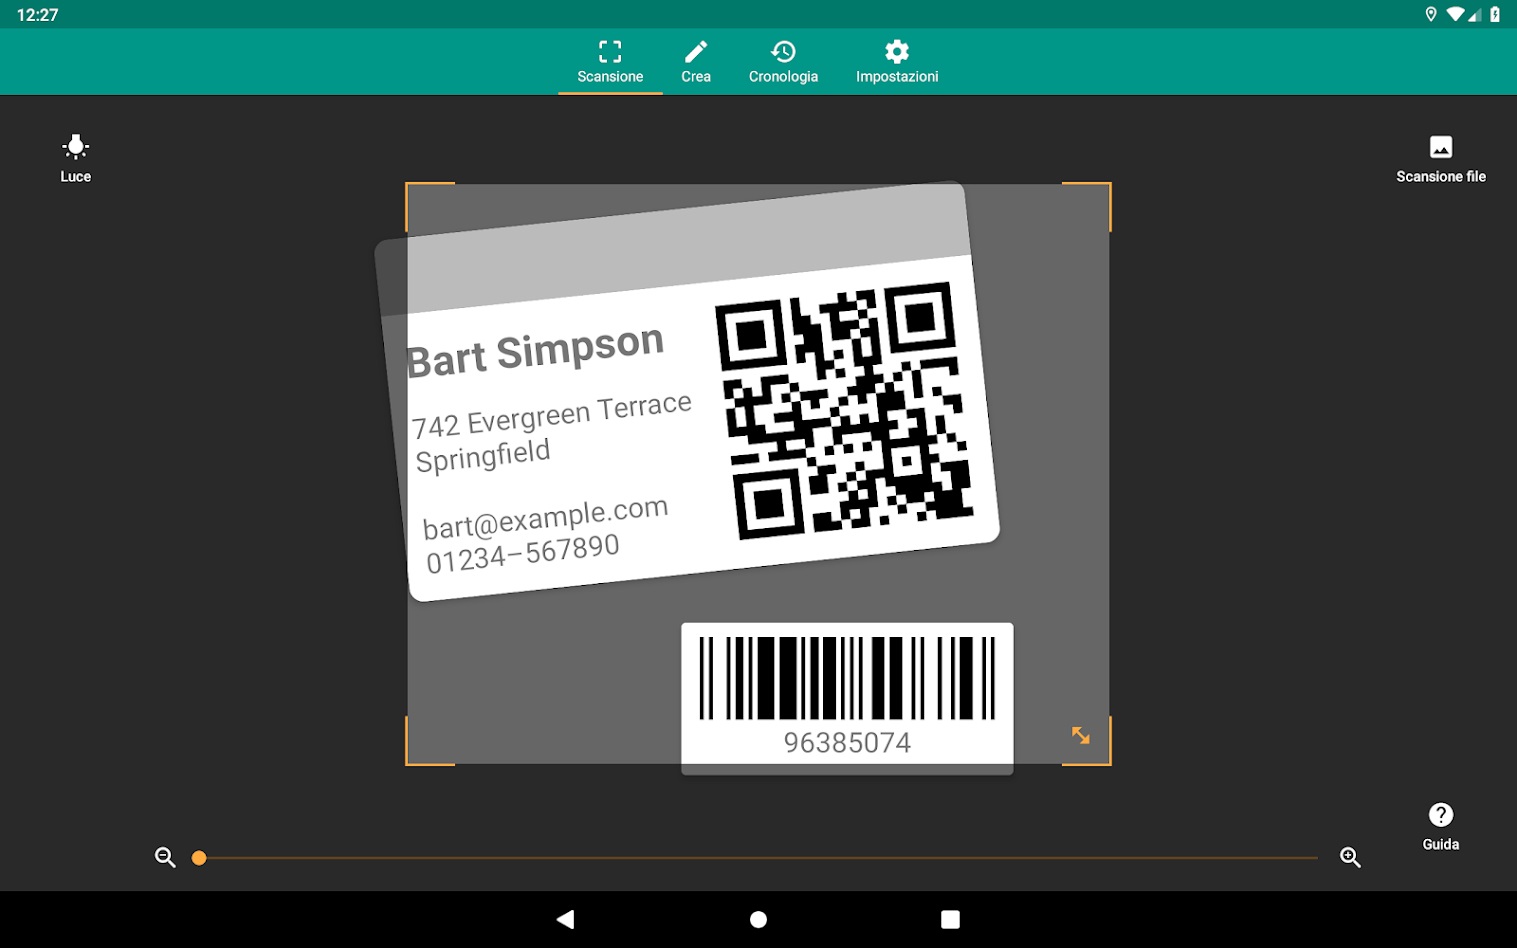 12:27
Scansione
Crea
Cronologia
Impostazioni
Luce
Scansione file
Bart Simpson
742 Evergreen Terrace
Springfield
bart@example.com
01234–567890
96385074
Guida